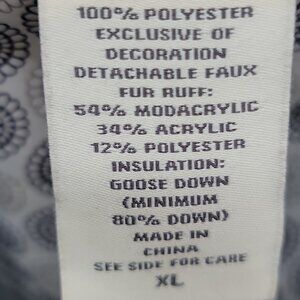 100% POLYESTER
EXCLUSIVE OF
DECORATION
DETACHABLE FAUX
FUR RUFF:
54% MODACRYLIC
34% ACRYLIC
12% POLYESTER
INSULATION:
GOOSE DOWN
(MINIMUM
80% DOWN)
MADE IN
CHINA
SEE SIDE FOR CARE
XL